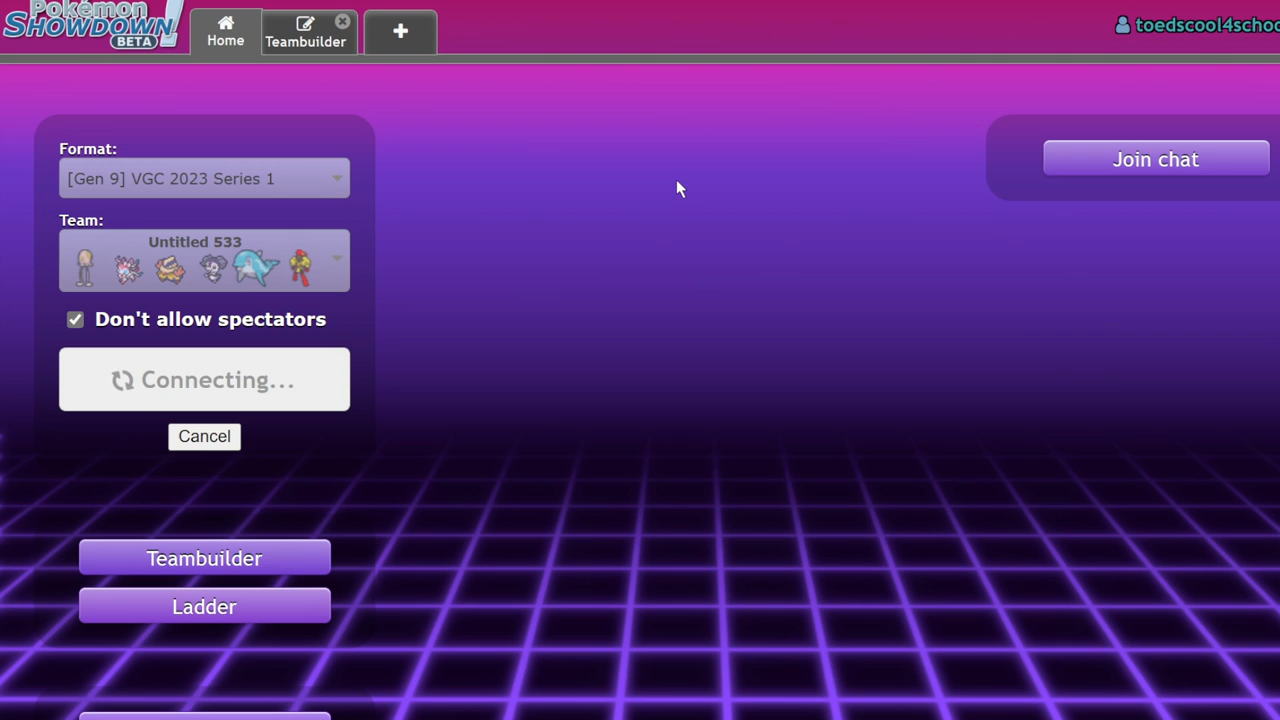 Pokémon
SHOWDOWN!
BETA
Home
Teambuilder
toedscool4schoo
Format:
[Gen 9] VGC 2023 Series 1
Team:
Untitled 533
Don't allow spectators
Connecting...
Cancel
Teambuilder
Ladder
Join chat